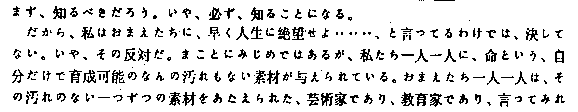 まず、知るべきだろう。いや、必ず、知ることになる。
だから、私はおまえたちに、早く人生に絶望せよ‥‥‥、と言ってるわけでは、決して
ない。いや、その反対だ。まことにみじめではあるが、私たち一人一人に、命という、自
分だけで育成可能のなんの汚れもない素材が与えられている。おまえたち一人一人は、そ
の汚れのない一つずつの素材をあたえられた、芸術家であり、教育家であり、言ってみれ